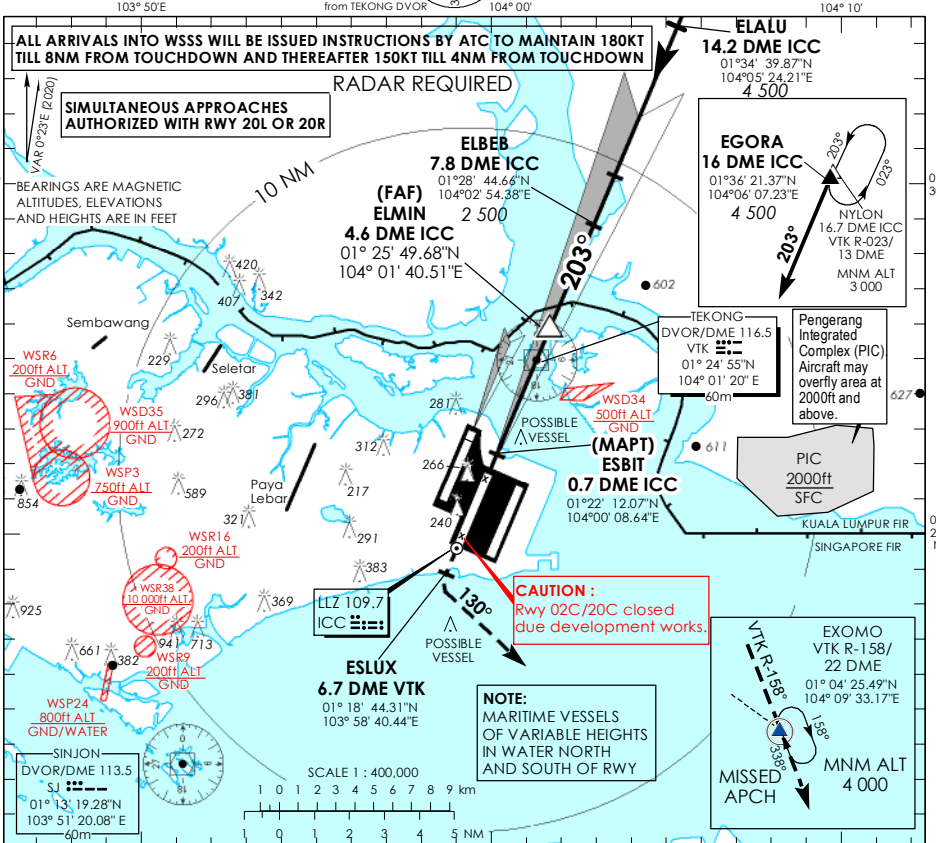 103° 50'E
from TEKONG DVOR
104° 00'
104° 10'
ALL ARRIVALS INTO WSSS WILL BE ISSUED INSTRUCTIONS BY ATC TO MAINTAIN 180KT
TILL 8NM FROM TOUCHDOWN AND THEREAFTER 150KT TILL 4NM FROM TOUCHDOWN
RADAR REQUIRED
VAR 0°23'E (2020)
SIMULTANEOUS APPROACHES
AUTHORIZED WITH RWY 20L OR 20R
BEARINGS ARE MAGNETIC
ALTITUDES, ELEVATIONS
AND HEIGHTS ARE IN FEET
10 NM
ELALU
14.2 DME ICC
01°34' 39.87"N
104°05' 24.21"E
4 500
ELBEB
7.8 DME ICC
01°28' 44.66"N
104°02' 54.38"E
2 500
(FAF)
ELMIN
4.6 DME ICC
01° 25' 49.68"N
104° 01' 40.51"E
203°
EGORA
16 DME ICC
01°36' 21.37"N
104°06' 07.23"E
4 500
203°
023°
203°
NYLON
16.7 DME ICC
VTK R-023/
13 DME
MNM ALT
3 000
602
TEKONG
DVOR/DME 116.5
VTK
01° 24' 55"N
104° 01' 20" E
60m
Pengerang
Integrated
Complex (PIC).
Aircraft may
overfly area at
2000ft and
above.
627
420
407
342
Sembawang
229
Seletar
296
381
WSR6
200ft ALT
GND
WSD35
900ft ALT
GND
272
WSP3
750ft ALT
GND
854
589
Paya
Lebar
321
281
312
217
291
266
240
383
369
POSSIBLE
VESSEL
WSD34
500ft ALT
GND
(MAPT)
ESBIT
0.7 DME ICC
01°22' 12.07"N
104°00' 08.64"E
611
PIC
2000ft
SFC
KUALA LUMPUR FIR
SINGAPORE FIR
WSR16
200ft ALT
GND
WSR38
10 000ft ALT
GND
925
661
382
941
713
WSR9
200ft ALT
GND
WSP24
800ft ALT
GND/WATER
LLZ 109.7
ICC
130°
POSSIBLE
VESSEL
CAUTION :
Rwy 02C/20C closed
due development works.
ESLUX
6.7 DME VTK
01° 18' 44.31"N
103° 58' 40.44"E
NOTE:
MARITIME VESSELS
OF VARIABLE HEIGHTS
IN WATER NORTH
AND SOUTH OF RWY
EXOMO
VTK R-158/
22 DME
01° 04' 25.49"N
104° 09' 33.17"E
VTK R-158°
158°
338°
MISSED
APCH
MNM ALT
4 000
SINJON
DVOR/DME 113.5
SJ
01° 13' 19.28"N
103° 51' 20.08" E
60m
SCALE 1 : 400,000
1 0 1 2 3 4 5 6 7 8 9 km
1 0 1 2 3 4 5 NM